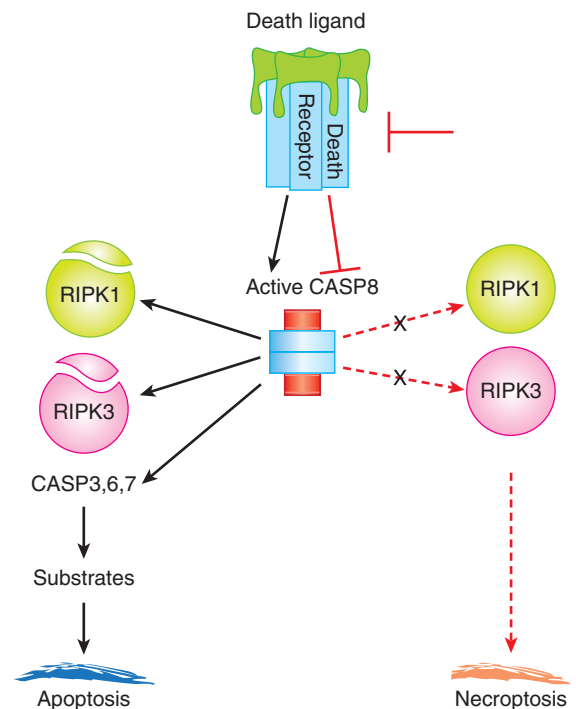 Death ligand
Death
Receptor
Active CASP8
RIPK1
RIPK3
CASP3,6,7
Substrates
Apoptosis
X
X
RIPK1
RIPK3
Necroptosis